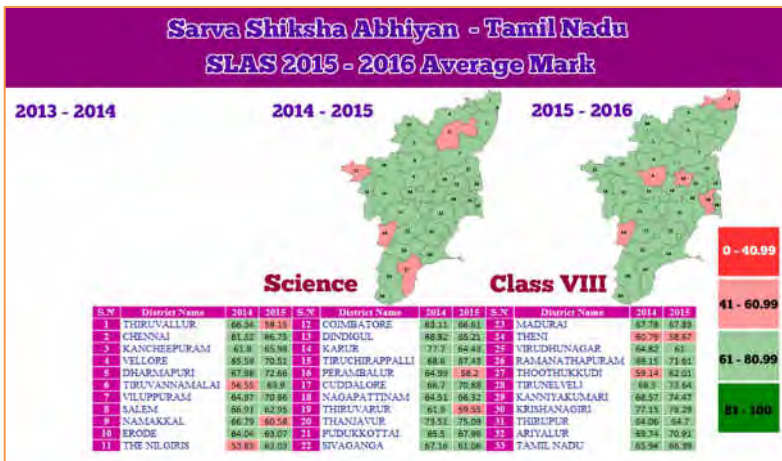 Sarva Shiksha Abhiyan - Tamil Nadu
SLAS 2015 - 2016 Average Mark
2013 - 2014 2014 - 2015 2015 - 2016
Science Class VIII
0 - 40.99
41 - 60.99
61 - 80.99
81 - 100
S.N District Name 2014 2015 S.N District Name 2014 2015 S.N District Name 2014 2015
1 THIRUVALLUR 66.34 59.15 12 COIMBATORE 63.11 66.61 23 MADURAI 67.78 67.89
2 CHENNAI 61.32 66.75 13 DINDIGUL 68.82 65.21 24 THENI 60.79 58.67
3 KANCHEEPURAM 61.8 65.98 14 KARUR 77.7 64.43 25 VIRUDHUNAGAR 64.82 61
4 VELLORE 65.58 70.51 15 TIRUCHIRAPPALLI 68.6 67.43 26 RAMANATHAPURAM 69.15 71.61
5 DHARMAPURI 67.98 72.66 16 PERAMBALUR 64.99 58.2 27 THOOTHUKKUDI 59.14 62.01
6 TIRUVANNAMALAI 56.55 63.9 17 CUDDALORE 66.7 70.88 28 TIRUNELVELI 68.5 73.64
7 VILUPPURAM 64.97 70.86 18 NAGAPATTINAM 64.51 66.32 29 KANNIYAKUMARI 68.57 74.47
8 SALEM 66.91 62.95 19 THIRUVARUR 61.9 59.55 30 KRISHANAGIRI 77.15 78.29
9 NAMAKKAL 66.79 60.58 20 THANJAVUR 73.51 75.09 31 THIRUPUR 64.06 64.7
10 ERODE 64.04 63.07 21 PUDUKKOTTAI 65.5 67.98 32 ARIYALUR 69.74 70.91
11 THE NILGIRIS 53.83 62.03 22 SIVAGANGA 67.16 61.08 33 TAMIL NADU 65.94 66.99